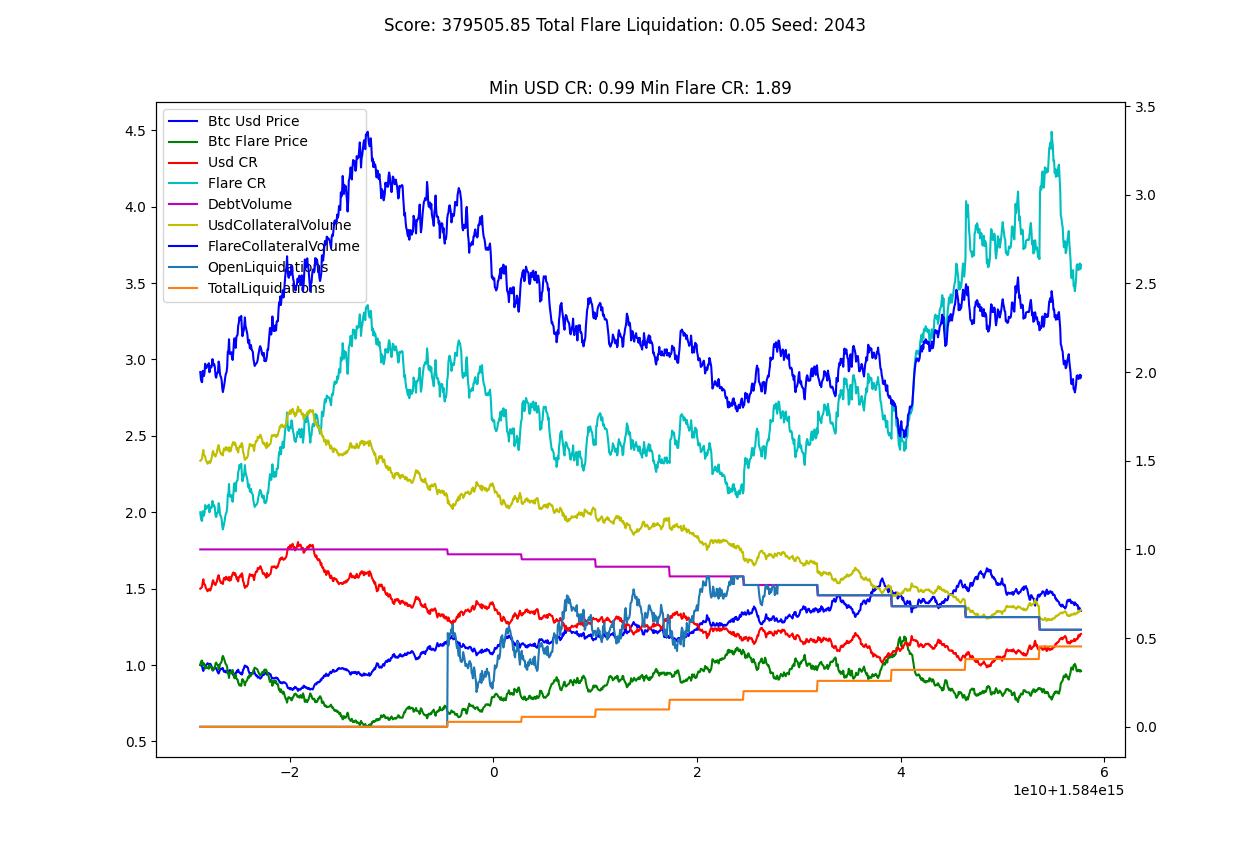 Score: 379505.85 Total Flare Liquidation: 0.05 Seed: 2043
Min USD CR: 0.99 Min Flare CR: 1.89
Btc Usd Price
Btc Flare Price
Usd CR
Flare CR
DebtVolume
UsdCollateralVolume
FlareCollateralVolume
OpenLiquidations
TotalLiquidations
4.5
4.0
3.5
3.0
2.5
2.0
1.5
1.0
0.5
3.5
3.0
2.5
2.0
1.5
1.0
0.5
0.0
−2
0
2
4
6
1e10+1.584e15